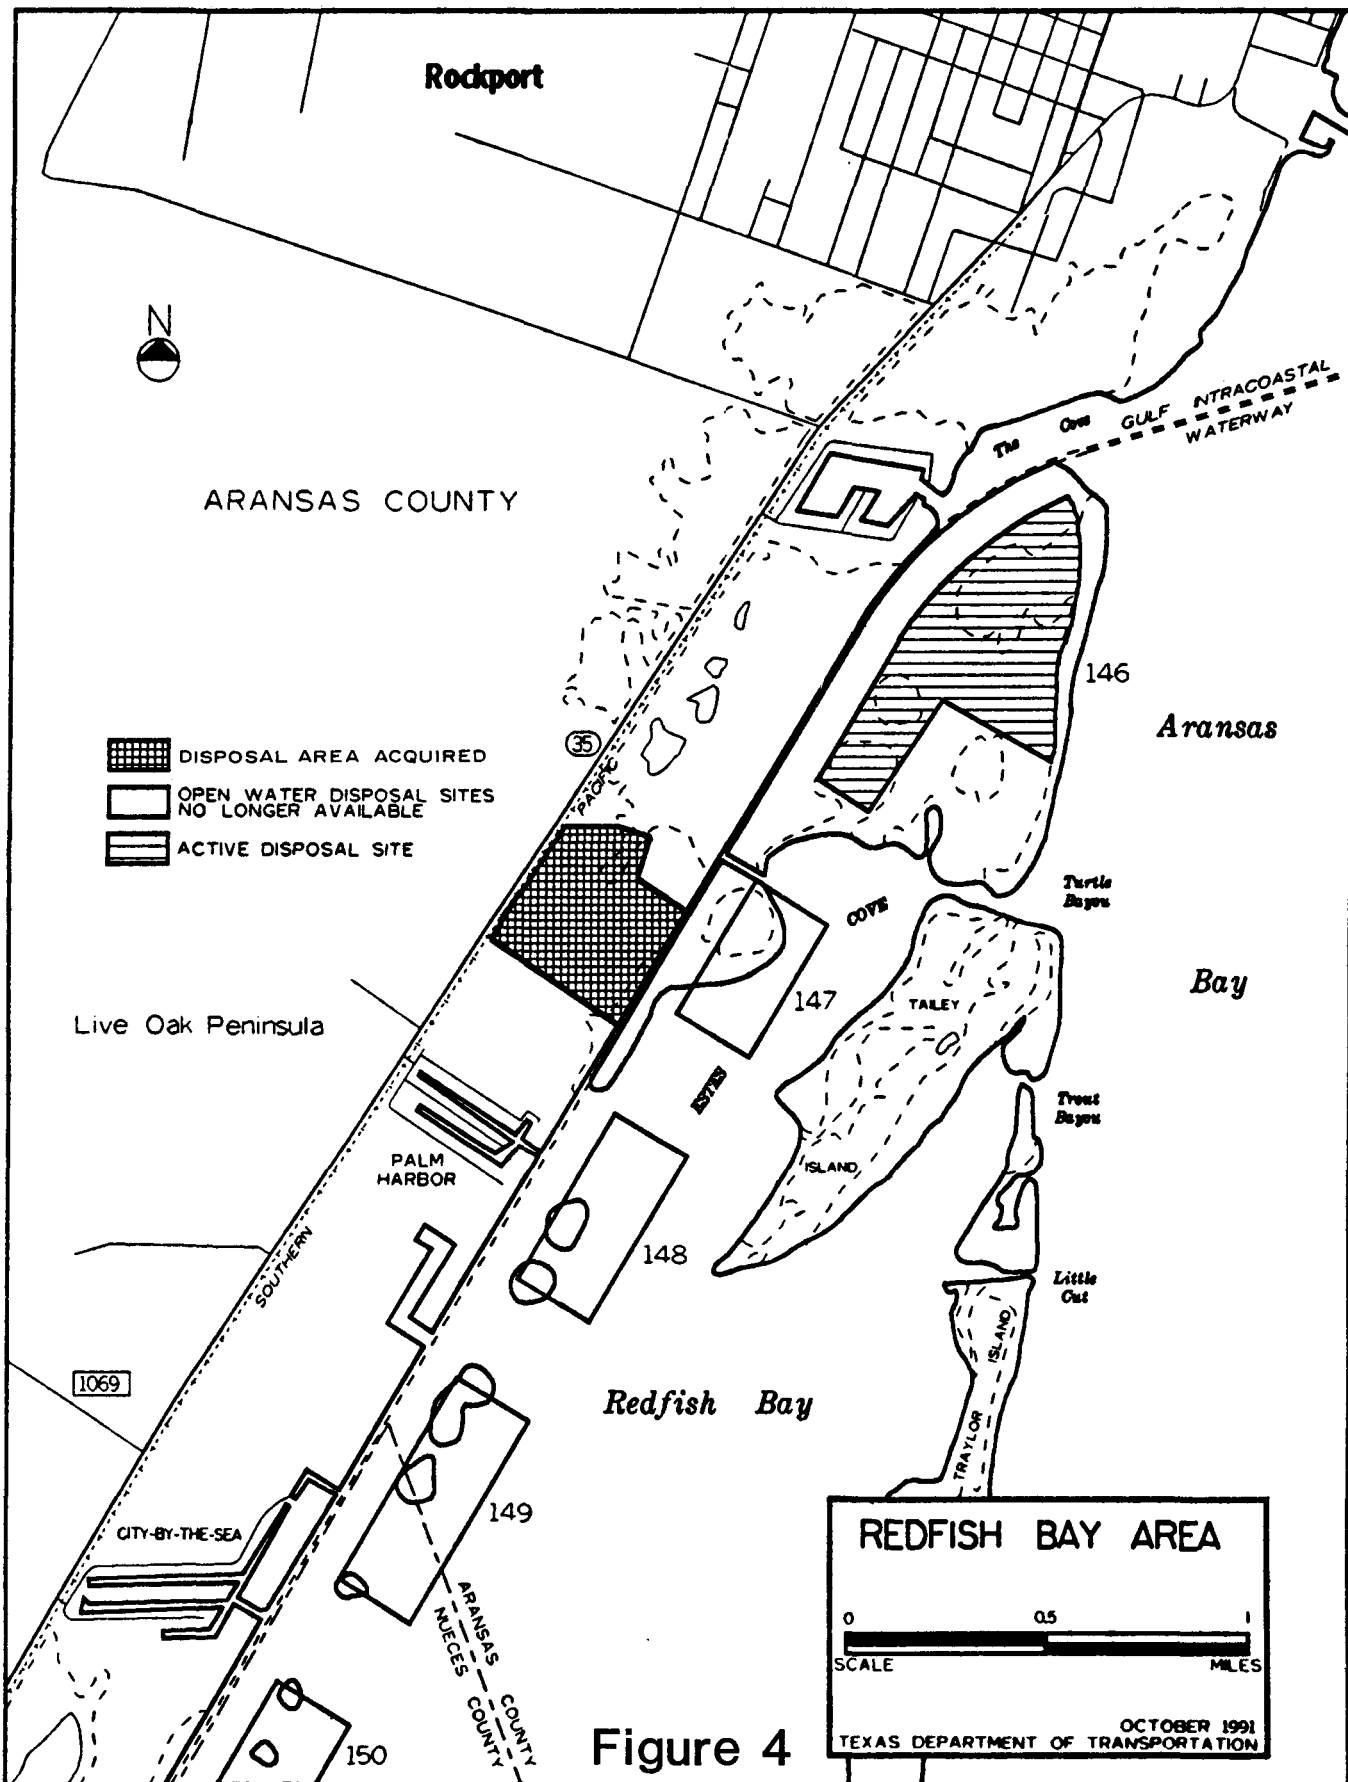 Rockport
N
The Cove
GULF INTRACOASTAL
WATERWAY
ARANSAS COUNTY
146
Aransas
35
PACIFIC
DISPOSAL AREA ACQUIRED
OPEN WATER DISPOSAL SITES
NO LONGER AVAILABLE
ACTIVE DISPOSAL SITE
Turtle
Bayou
COVE
Bay
147
TAILEY
Live Oak Peninsula
ESTES
Trout
Bayou
PALM
HARBOR
ISLAND
148
SOUTHERN
Little
Cut
ISLAND
1069
Redfish Bay
TRAYLOR
149
CITY-BY-THE-SEA
ARANSAS COUNTY
NUECES COUNTY
150
Figure 4
REDFISH BAY AREA
0 0.5 1
SCALE MILES
OCTOBER 1991
TEXAS DEPARTMENT OF TRANSPORTATION